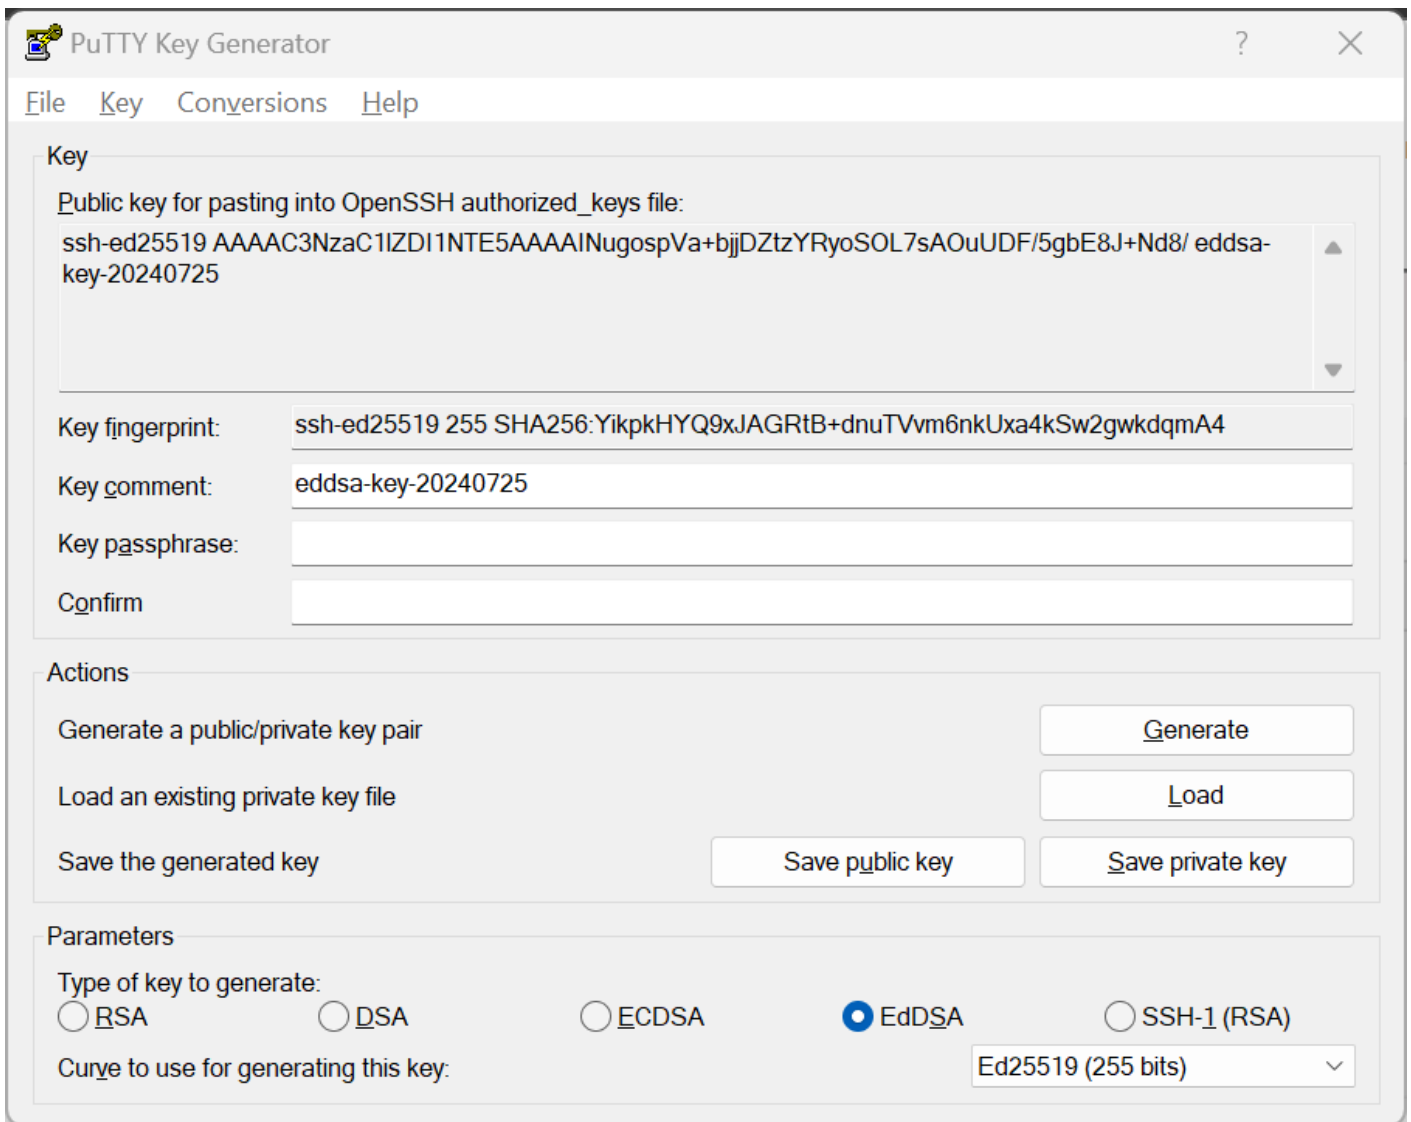 PuTTY Key Generator
?
File Key Conversions Help
Key
Public key for pasting into OpenSSH authorized_keys file:
ssh-ed25519 AAAAC3NzaC1lZDI1NTE5AAAAINugospVa+bjjDZtzYRyoSOL7sAOuUDF/5gbE8J+Nd8/ eddsa-
key-20240725
Key fingerprint: ssh-ed25519 255 SHA256:YikpkHYQ9xJAGRtB+dnuTVvm6nkUxa4kSw2gwkdqmA4
Key comment: eddsa-key-20240725
Key passphrase:
Confirm
Actions
Generate a public/private key pair Generate
Load an existing private key file Load
Save the generated key Save public key Save private key
Parameters
Type of key to generate:
RSA DSA ECDSA EdDSA SSH-1 (RSA)
Curve to use for generating this key: Ed25519 (255 bits)